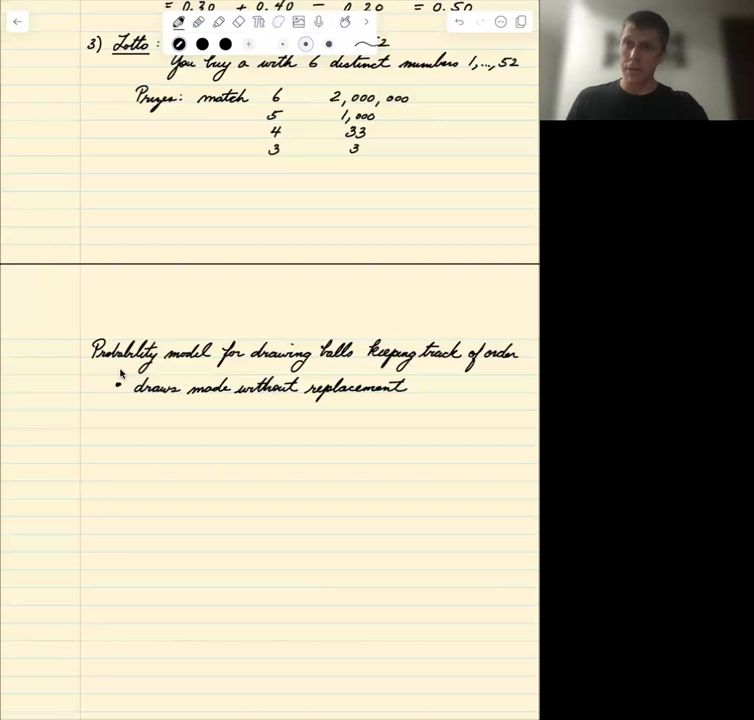 = 0.30 + 0.40 - 0.20 = 0.50
3) Lotto :
You buy a with 6 distinct numbers 1,...,52
Prizes: match 6 2,000,000
5 1,000
4 33
3 3
Probability model for drawing balls keeping track of order
• draws made without replacement